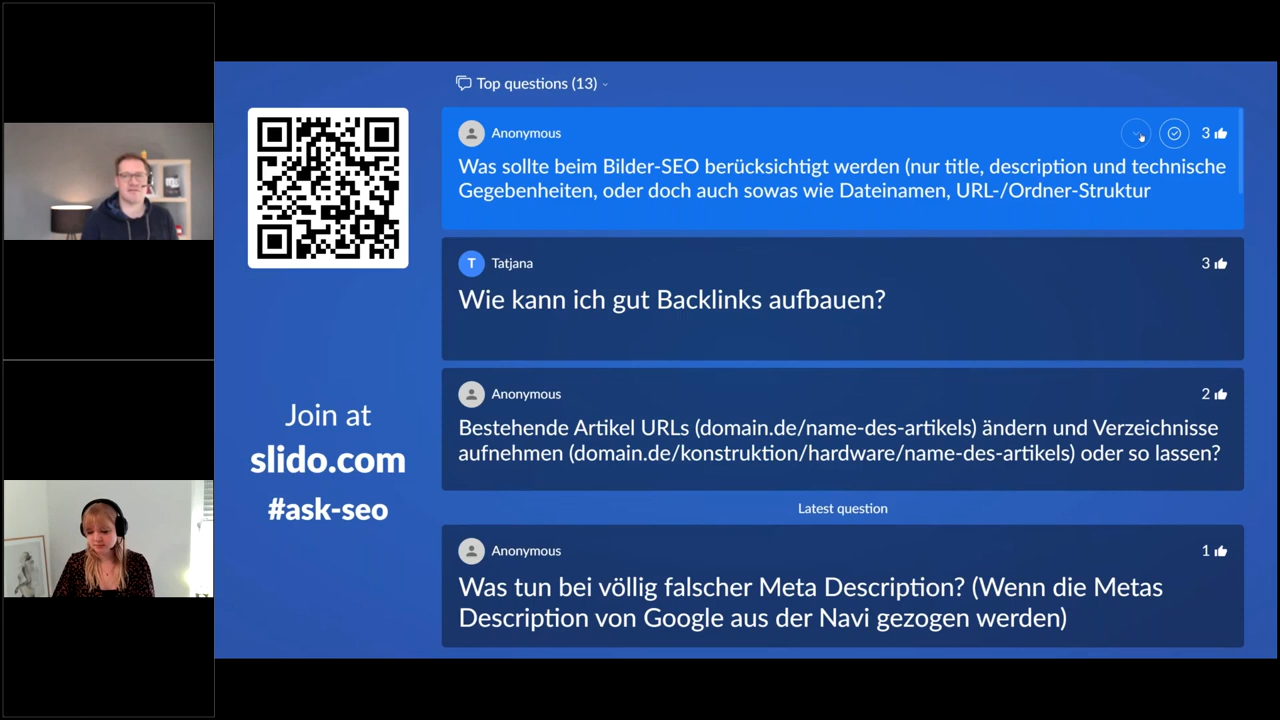 Top questions (13)
Anonymous
3
Was sollte beim Bilder-SEO berücksichtigt werden (nur title, description und technische
Gegebenheiten, oder doch auch sowas wie Dateinamen, URL-/Ordner-Struktur
T
Tatjana
3
Wie kann ich gut Backlinks aufbauen?
Anonymous
2
Bestehende Artikel URLs (domain.de/name-des-artikels) ändern und Verzeichnisse
aufnehmen (domain.de/konstruktion/hardware/name-des-artikels) oder so lassen?
Join at
slido.com
#ask-seo
Latest question
Anonymous
1
Was tun bei völlig falscher Meta Description? (Wenn die Metas
Description von Google aus der Navi gezogen werden)